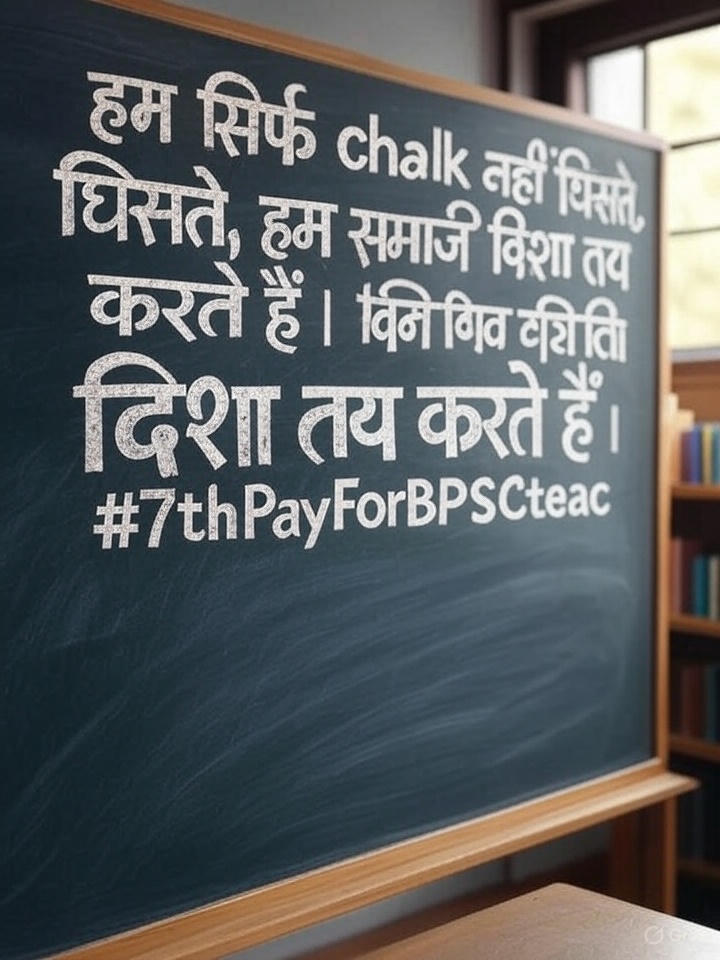 हम सिर्फ chalk नहीं घिसते,
घिसते, हम समाज दिशा तय
करते हैं।
दिशा तय करते हैं।
#7thPayForBPSCteac